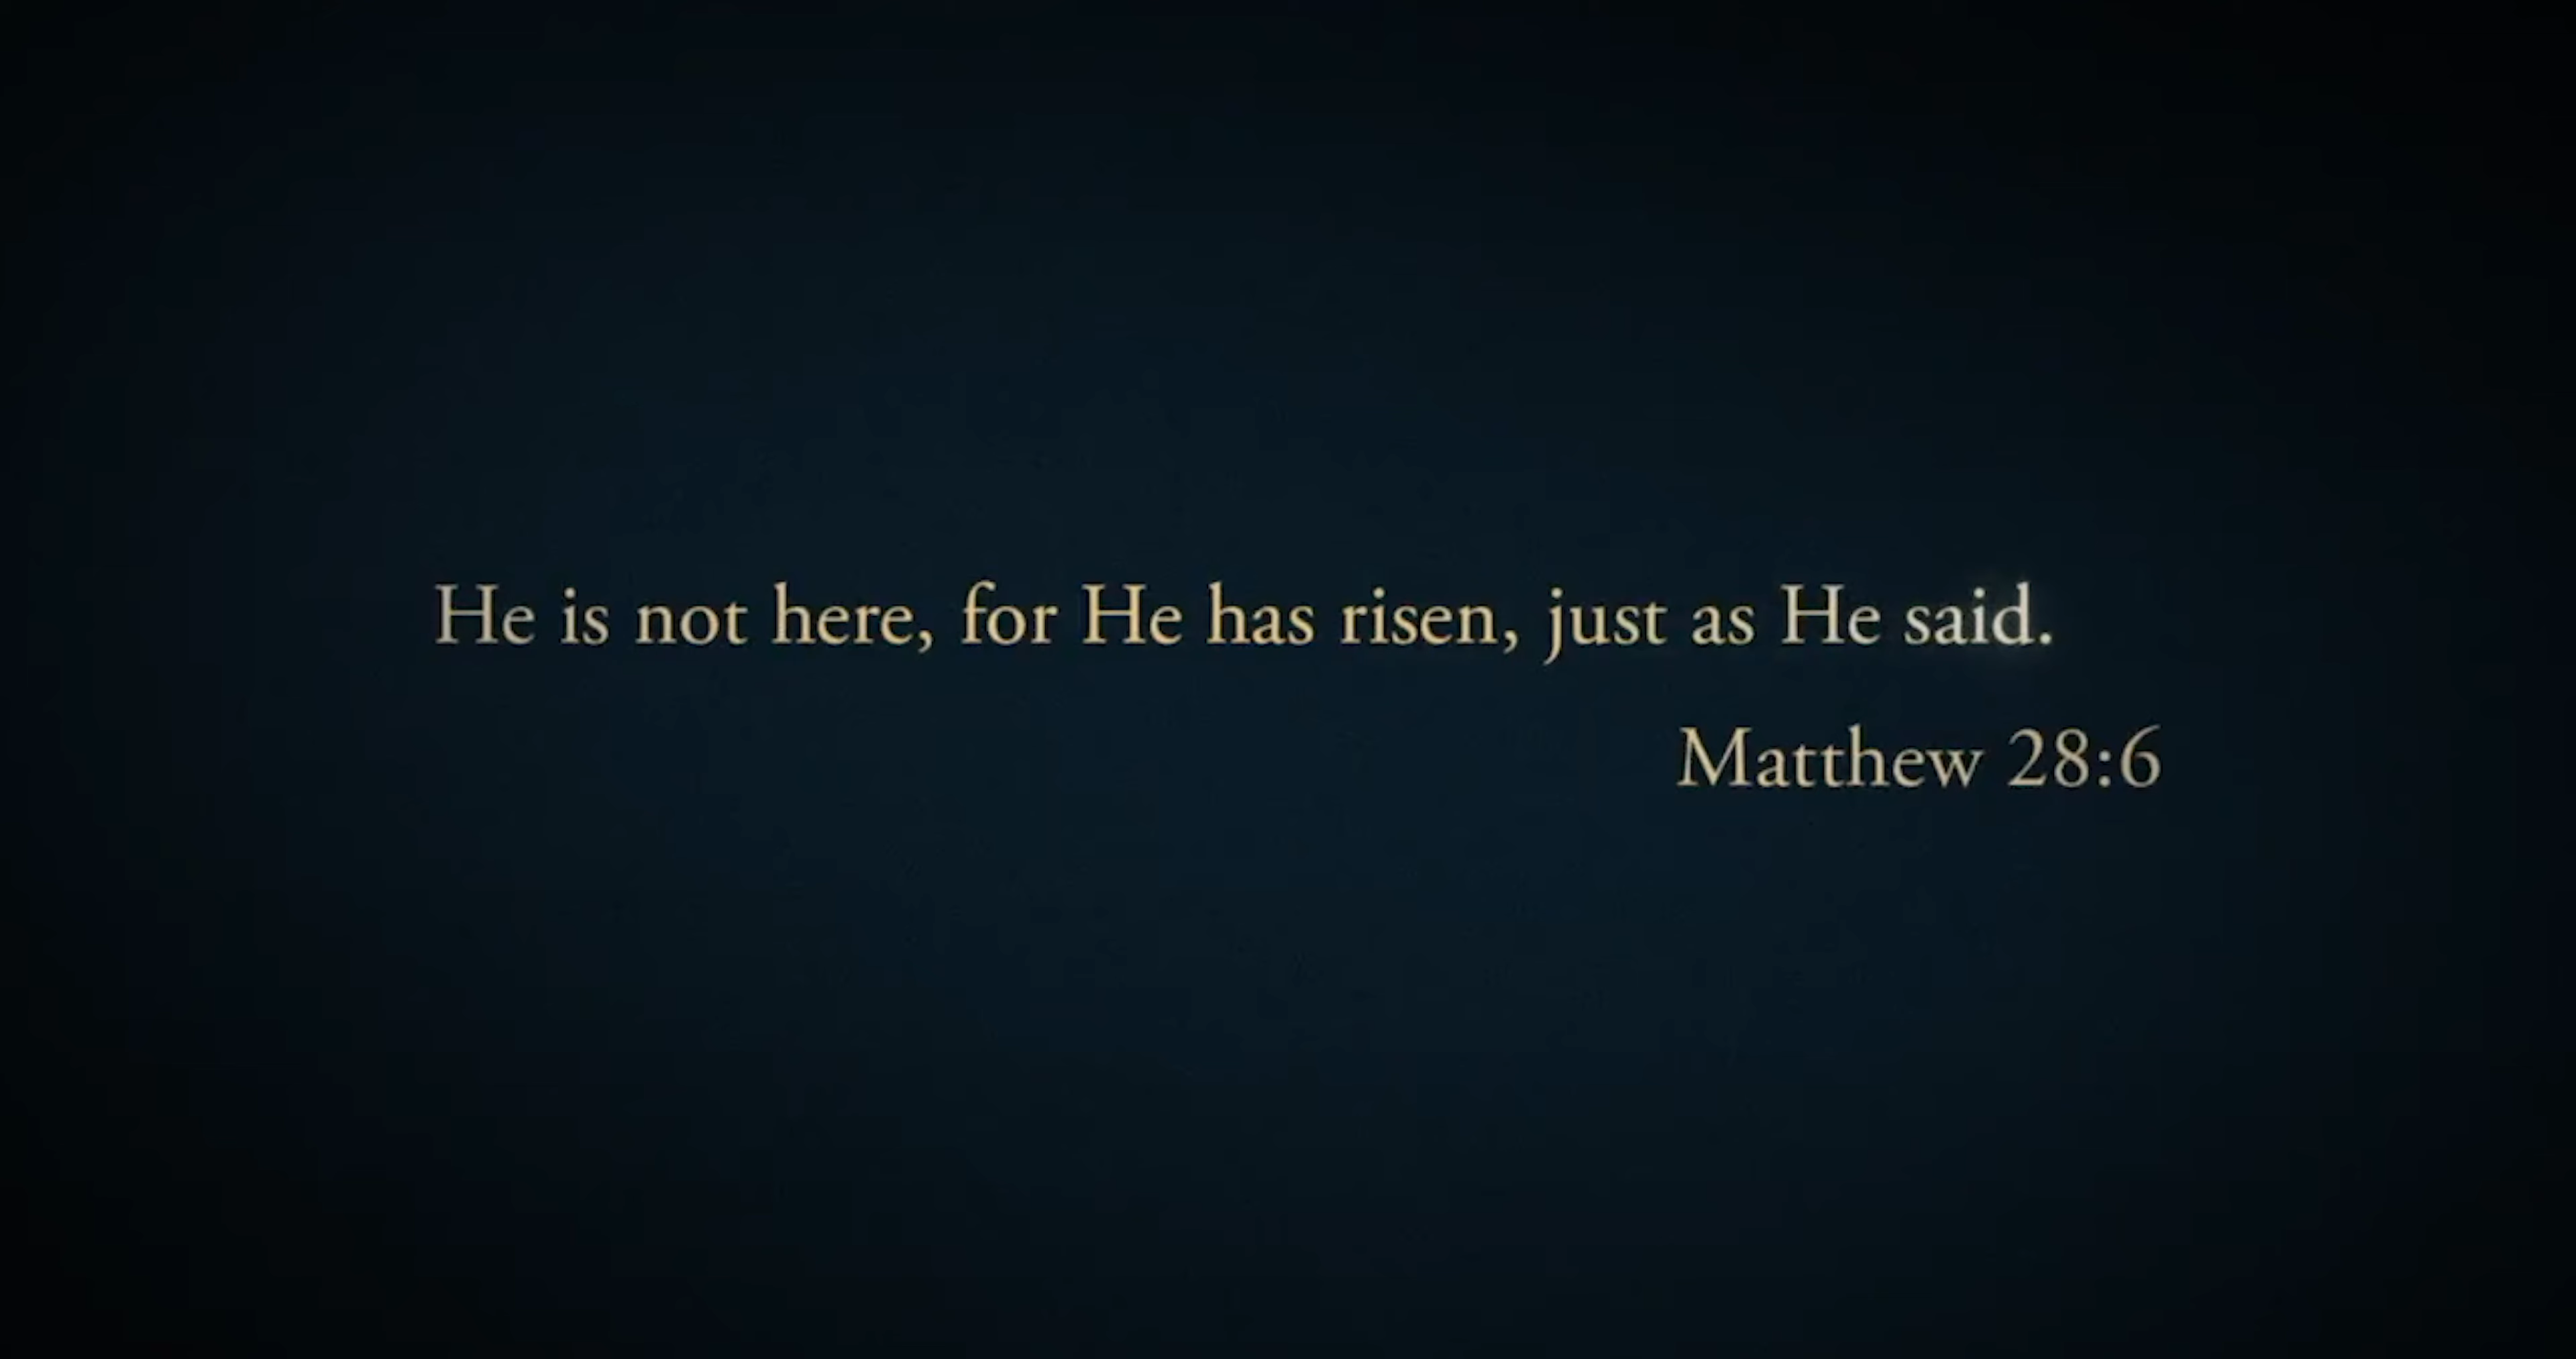 He is not here, for He has risen, just as He said.
Matthew 28:6